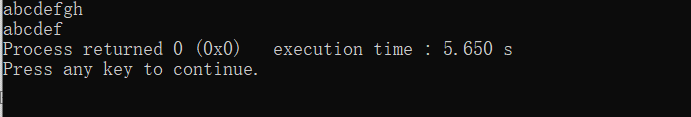 abcdefgh
abcdef
Process returned 0 (0x0)   execution time : 5.650 s
Press any key to continue.